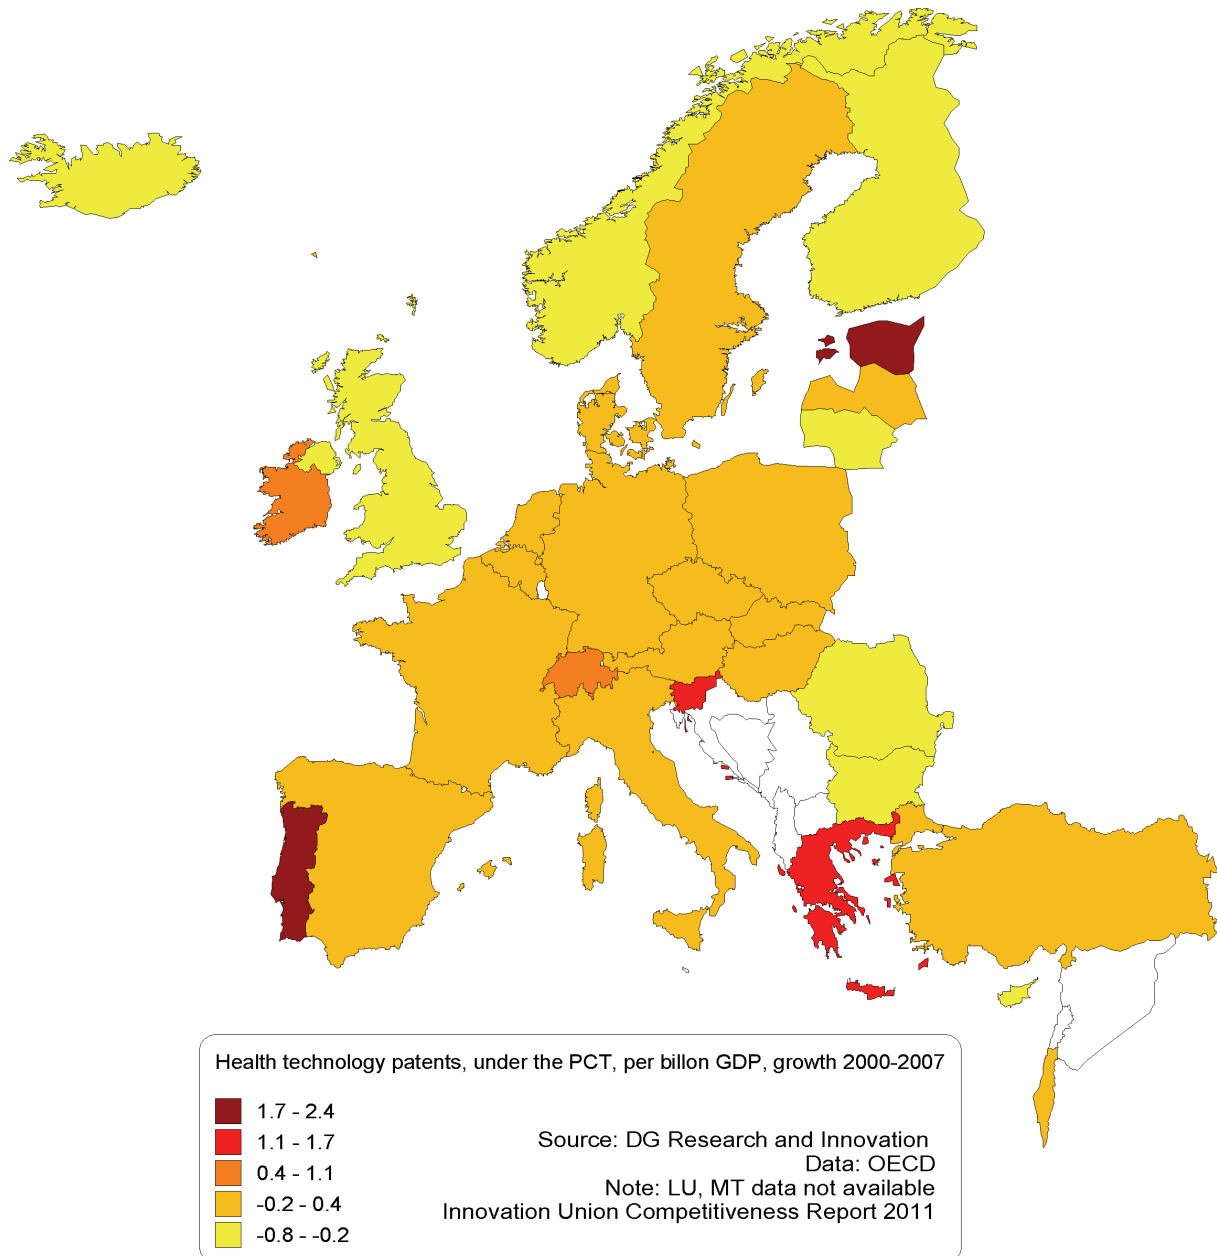 Health technology patents, under the PCT, per billon GDP, growth 2000-2007
1.7 - 2.4
1.1 - 1.7
0.4 - 1.1
-0.2 - 0.4
-0.8 - -0.2
Source: DG Research and Innovation
Data: OECD
Note: LU, MT data not available
Innovation Union Competitiveness Report 2011